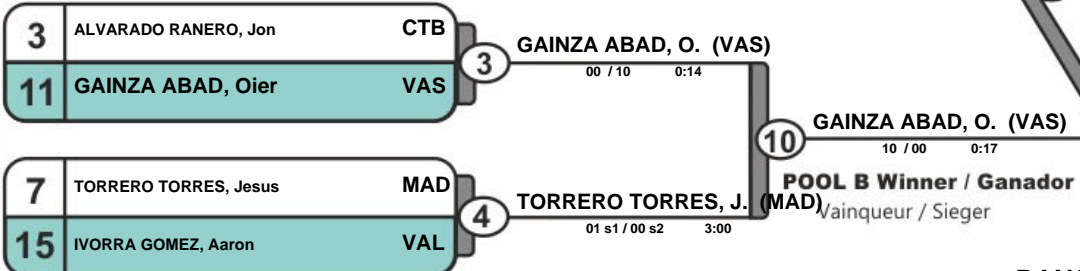 3 ALVARADO RANERO, Jon CTB
11 GAINZA ABAD, Oier VAS
3
GAINZA ABAD, O. (VAS)
00 / 10 0:14
7 TORRERO TORRES, Jesus MAD
15 IVORRA GOMEZ, Aaron VAL
4
TORRERO TORRES, J. (MAD)
01 s1 / 00 s2 3:00
10
GAINZA ABAD, O. (VAS)
10 / 00 0:17
POOL B Winner / Ganador
Vainqueur / Sieger